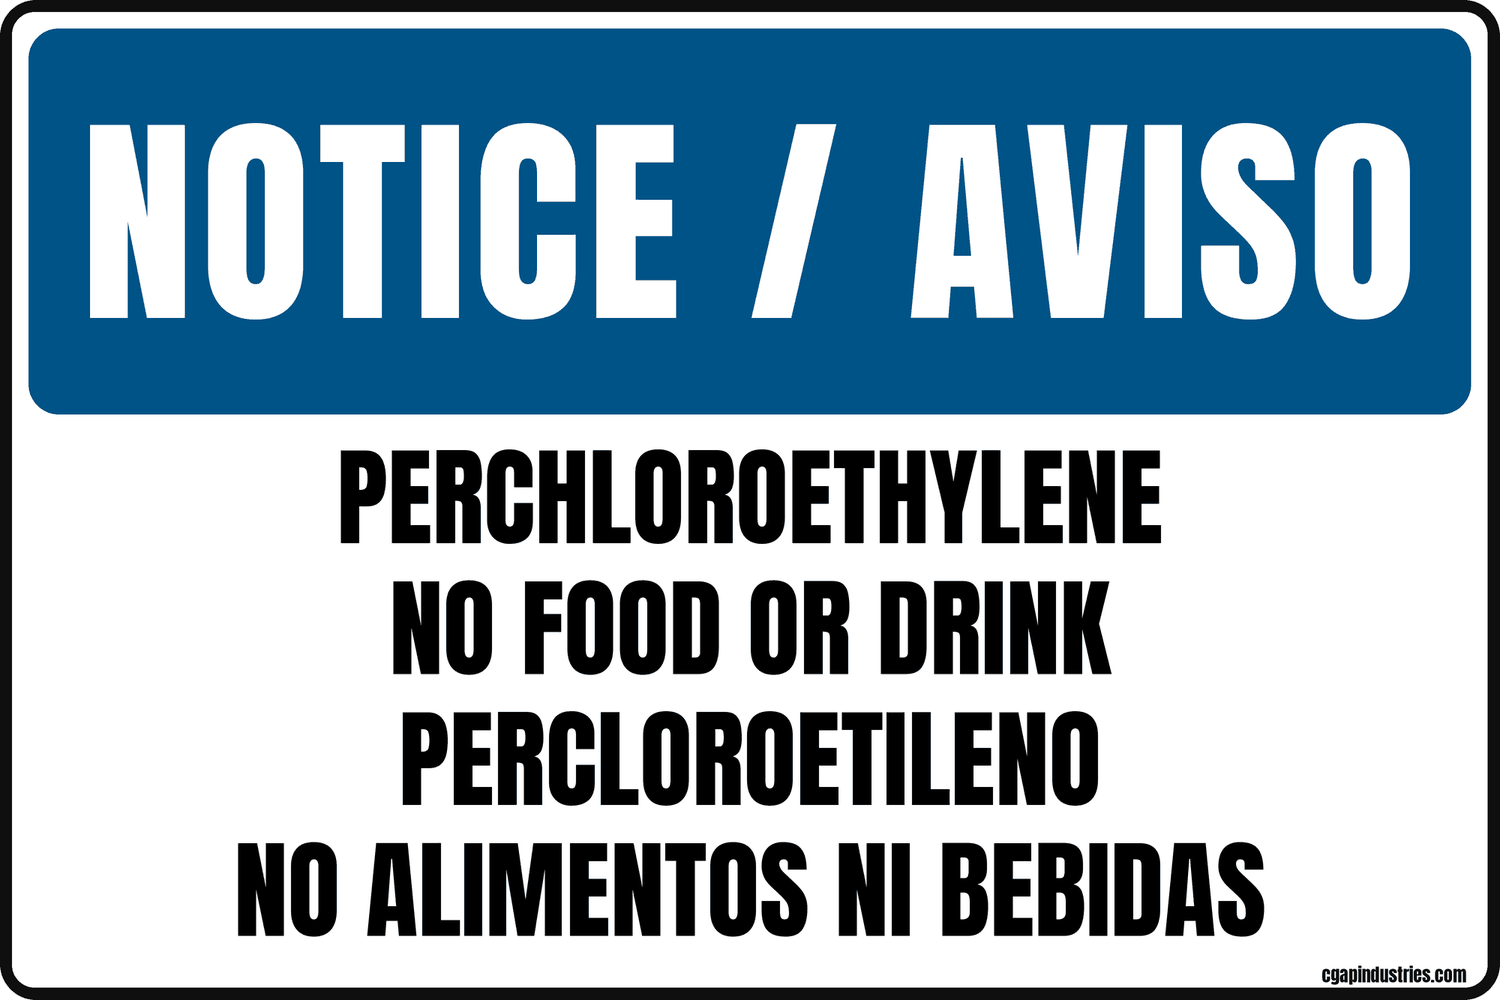 NOTICE / AVISO
PERCHLOROETHYLENE
NO FOOD OR DRINK
PERCLOROETILENO
NO ALIMENTOS NI BEBIDAS
cgapindustries.com